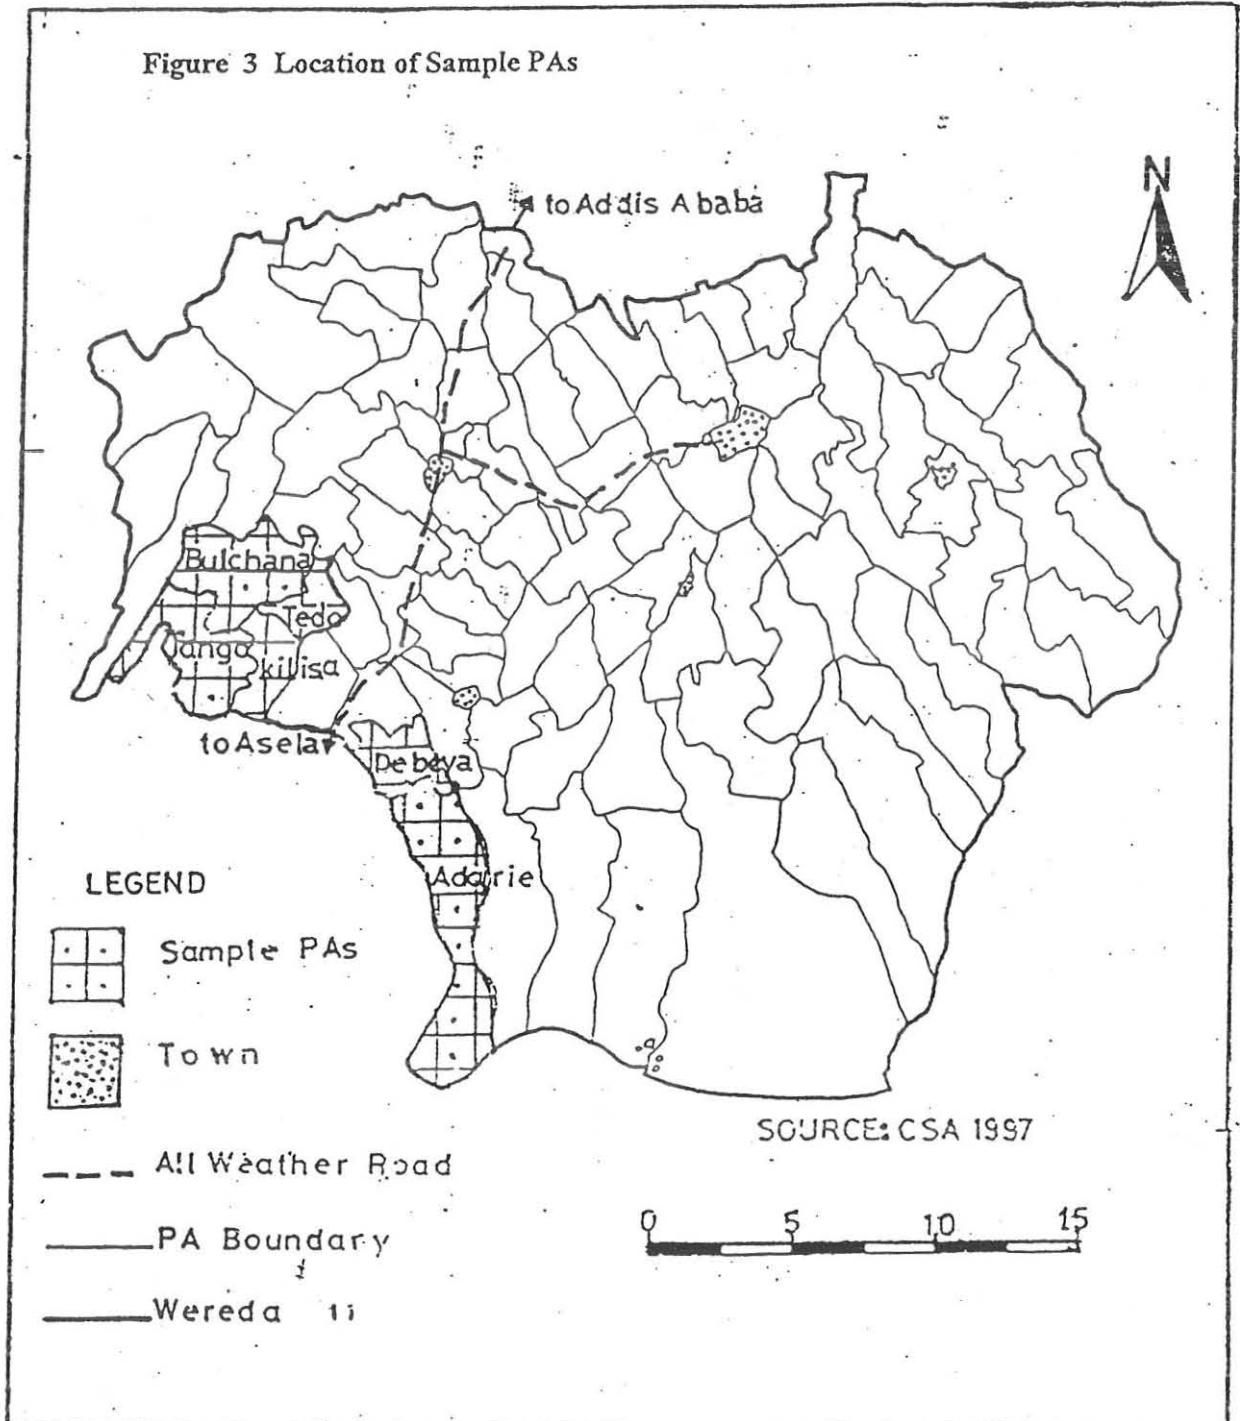 Figure 3 Location of Sample PAs
N
to Addis Ababa
Bulchana
Tedo
Tanga
kilisa
to Asela
Debeya
Adarie
LEGEND
Sample PAs
Town
All Weather Road
PA Boundary
Wereda
SOURCE: CSA 1997
0 5 10 15